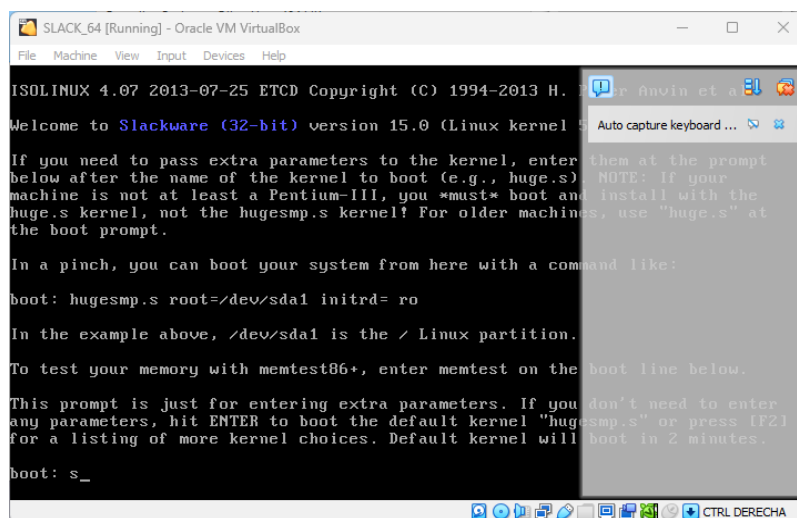 SLACK_64 [Running] - Oracle VM VirtualBox
File Machine View Input Devices Help
ISOLINUX 4.07 2013-07-25 ETCD Copyright (C) 1994-2013 H. Anvin et a
Welcome to Slackware (32-bit) version 15.0 (Linux kernel 5
Auto capture keyboard ...
If you need to pass extra parameters to the kernel, enter them at the prompt
below after the name of the kernel to boot (e.g., huge.s). NOTE: If your
machine is not at least a Pentium-III, you *must* boot and install with the
huge.s kernel, not the hugesmp.s kernel! For older machines, use "huge.s" at
the boot prompt.
In a pinch, you can boot your system from here with a command like:
boot: hugesmp.s root=/dev/sda1 initrd= ro
In the example above, /dev/sda1 is the / Linux partition.
To test your memory with memtest86+, enter memtest on the boot line below.
This prompt is just for entering extra parameters. If you don't need to enter
any parameters, hit ENTER to boot the default kernel "hugesmp.s" or press [F2]
for a listing of more kernel choices. Default kernel will boot in 2 minutes.
boot: s_
CTRL DERECHA